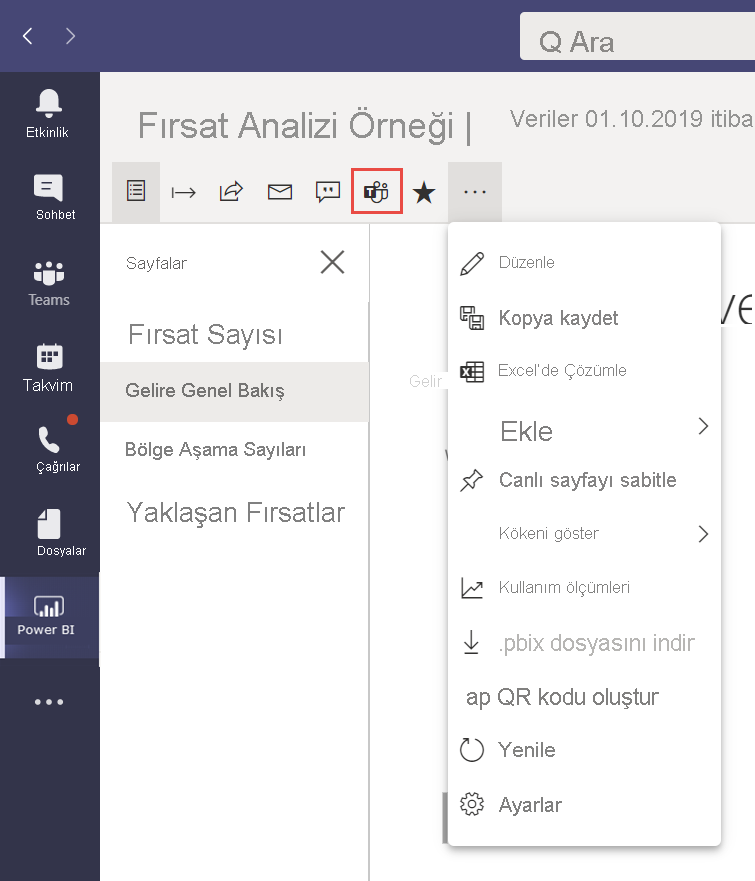 Q Ara
Etkinlik
Sohbet
Teams
Takvim
Çağrılar
Dosyalar
Power BI
Fırsat Analizi Örneği |
Veriler 01.10.2019 itiba
Sayfalar
Fırsat Sayısı
Gelire Genel Bakış
Bölge Aşama Sayıları
Yaklaşan Fırsatlar
Gelir
ve
Düzenle
Kopya kaydet
Excel'de Çözümle
Ekle
Canlı sayfayı sabitle
Kökeni göster
Kullanım ölçümleri
.pbix dosyasını indir
ap QR kodu oluştur
Yenile
Ayarlar